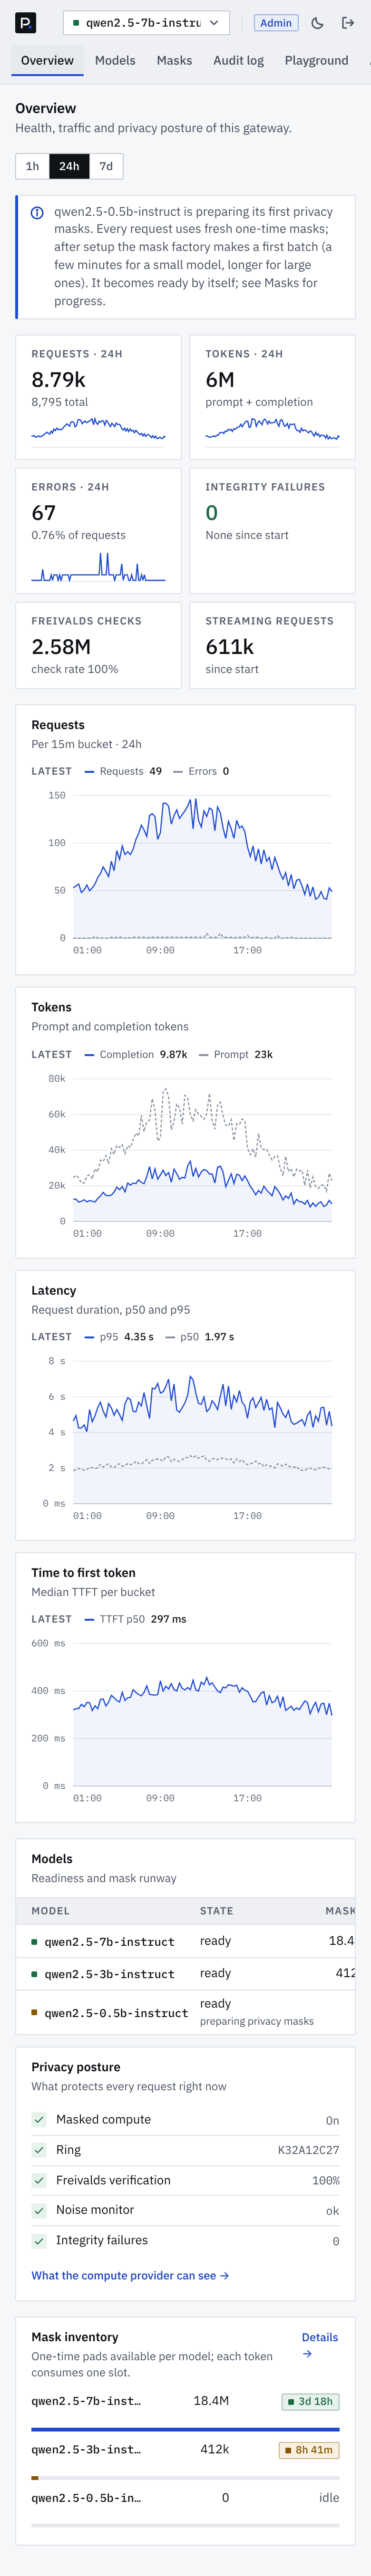 P.
qwen2.5-7b-instru
Admin
Overview Models Masks Audit log Playground
Overview
Health, traffic and privacy posture of this gateway.
1h 24h 7d
qwen2.5-0.5b-instruct is preparing its first privacy
masks. Every request uses fresh one-time masks;
after setup the mask factory makes a first batch (a
few minutes for a small model, longer for large
ones). It becomes ready by itself; see Masks for
progress.
REQUESTS · 24H
8.79k
8,795 total
TOKENS · 24H
6M
prompt + completion
ERRORS · 24H
67
0.76% of requests
INTEGRITY FAILURES
0
None since start
FREIVALDS CHECKS
2.58M
check rate 100%
STREAMING REQUESTS
611k
since start
Requests
Per 15m bucket · 24h
LATEST Requests 49 Errors 0
150
100
50
0
01:00 09:00 17:00
Tokens
Prompt and completion tokens
LATEST Completion 9.87k Prompt 23k
80k
60k
40k
20k
0
01:00 09:00 17:00
Latency
Request duration, p50 and p95
LATEST p95 4.35 s p50 1.97 s
8 s
6 s
4 s
2 s
0 ms
01:00 09:00 17:00
Time to first token
Median TTFT per bucket
LATEST TTFT p50 297 ms
600 ms
400 ms
200 ms
0 ms
01:00 09:00 17:00
Models
Readiness and mask runway
MODEL STATE MASK
qwen2.5-7b-instruct ready 18.4
qwen2.5-3b-instruct ready 412
qwen2.5-0.5b-instruct ready
preparing privacy masks
Privacy posture
What protects every request right now
Masked compute On
Ring K32A12C27
Freivalds verification 100%
Noise monitor ok
Integrity failures 0
What the compute provider can see →
Mask inventory
One-time pads available per model; each token
consumes one slot.
Details
→
qwen2.5-7b-inst… 18.4M 3d 18h
qwen2.5-3b-inst… 412k 8h 41m
qwen2.5-0.5b-in… 0 idle